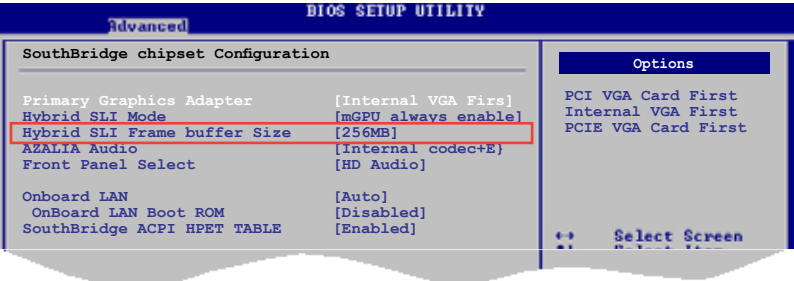 BIOS SETUP UTILITY
Advanced
SouthBridge chipset Configuration
Primary Graphics Adapter [Internal VGA Firs]
Hybrid SLI Mode [mGPU always enable]
Hybrid SLI Frame buffer Size [256MB]
AZALIA Audio [Internal codec+E}
Front Panel Select [HD Audio]
Onboard LAN [Auto]
OnBoard LAN Boot ROM [Disabled]
SouthBridge ACPI HPET TABLE [Enabled]
Options
PCI VGA Card First
Internal VGA First
PCIE VGA Card First
↔ Select Screen